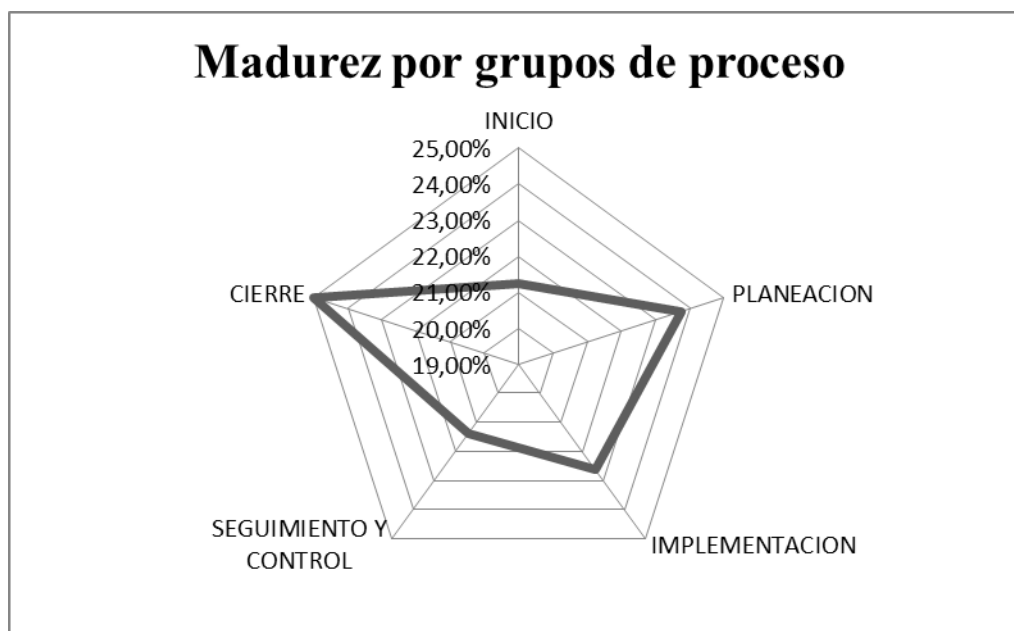 Madurez por grupos de proceso
INICIO
25,00%
24,00%
23,00%
22,00%
21,00%
20,00%
19,00%
CIERRE
PLANEACION
SEGUIMIENTO Y
CONTROL
IMPLEMENTACION